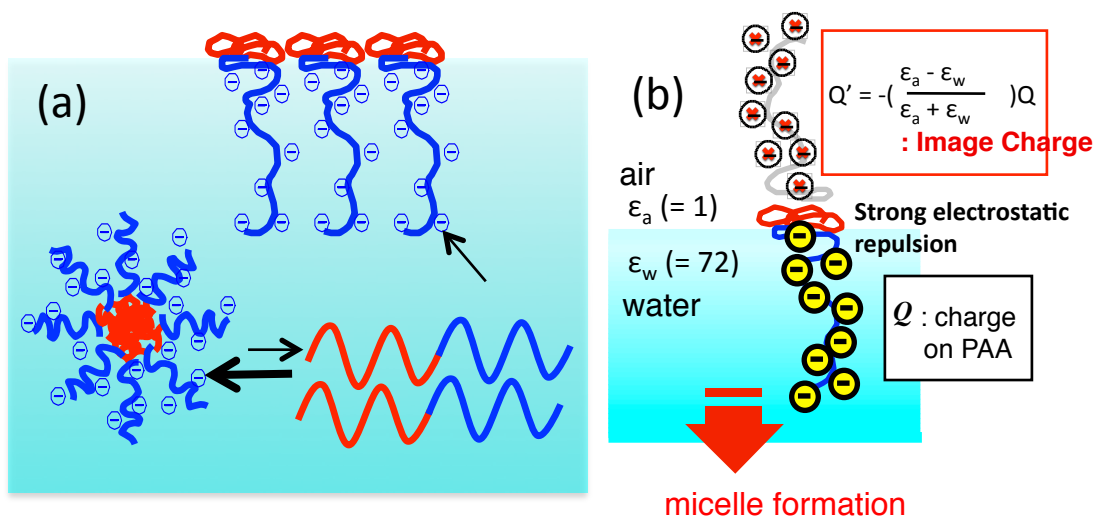 (a)
(b)
Q' = -( εa - εw / εa + εw )Q
: Image Charge
air
εa (= 1)
Strong electrostatic
repulsion
εw (= 72)
water
Q : charge
on PAA
micelle formation